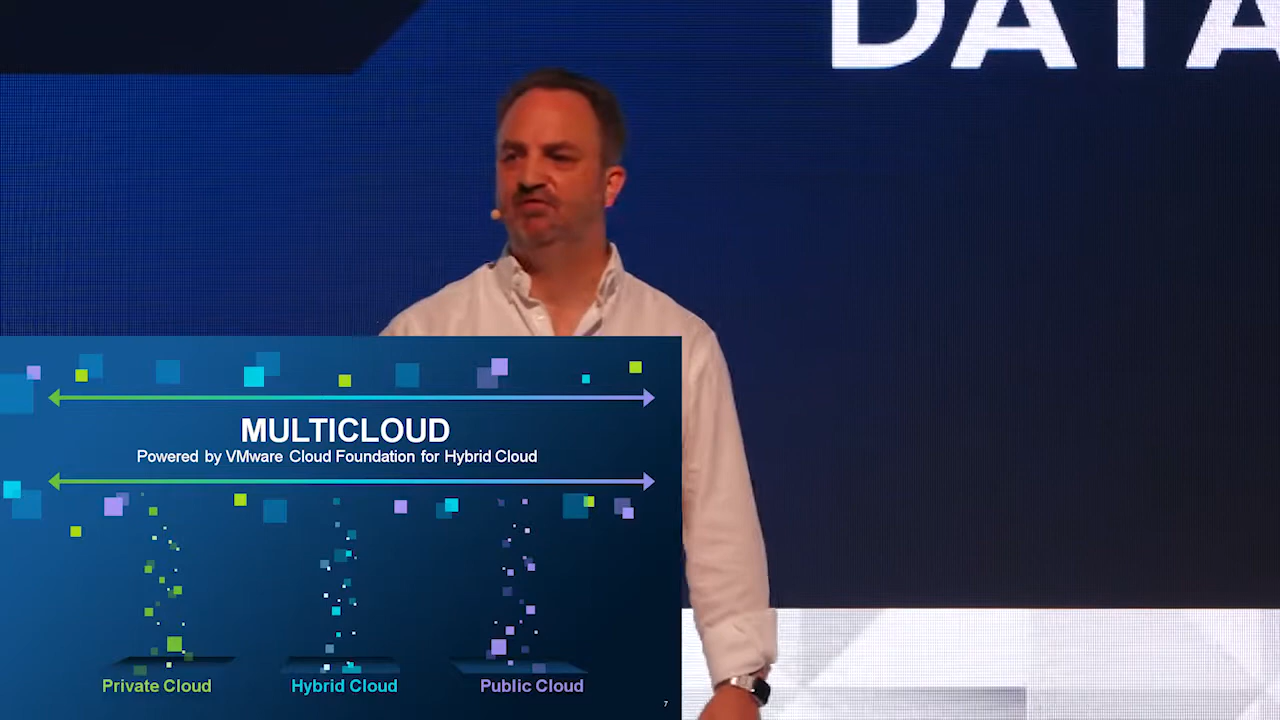 DATA
MULTICLOUD
Powered by VMware Cloud Foundation for Hybrid Cloud
Private Cloud
Hybrid Cloud
Public Cloud
7